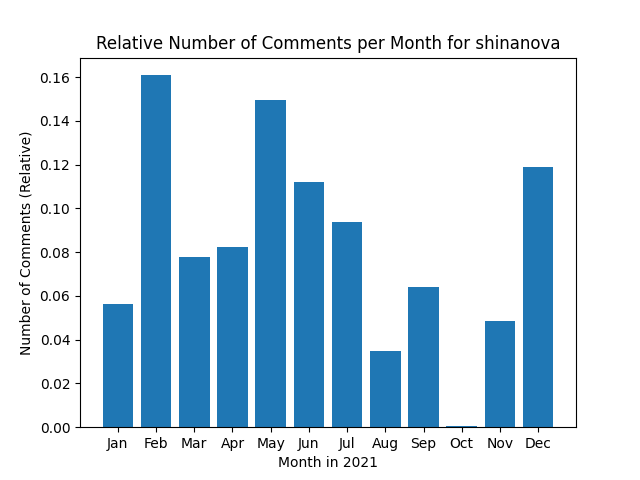 Relative Number of Comments per Month for shinanova
Number of Comments (Relative)
0.16
0.14
0.12
0.10
0.08
0.06
0.04
0.02
0.00
Jan Feb Mar Apr May Jun Jul Aug Sep Oct Nov Dec
Month in 2021